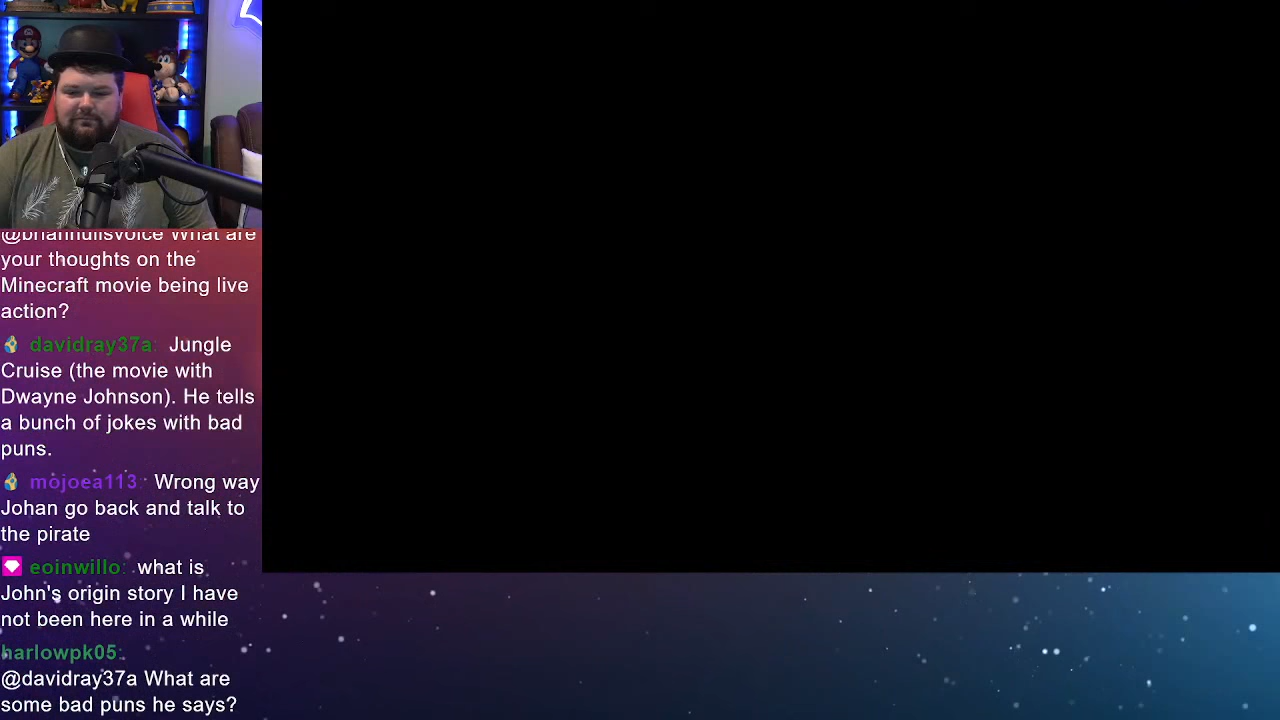 @brianhullsvoice What are
your thoughts on the
Minecraft movie being live
action?
davidray37a: Jungle
Cruise (the movie with
Dwayne Johnson). He tells
a bunch of jokes with bad
puns.
mojoea113: Wrong way
Johan go back and talk to
the pirate
eoinwillo: what is
John's origin story I have
not been here in a while
harlowpk05:
@davidray37a What are
some bad puns he says?